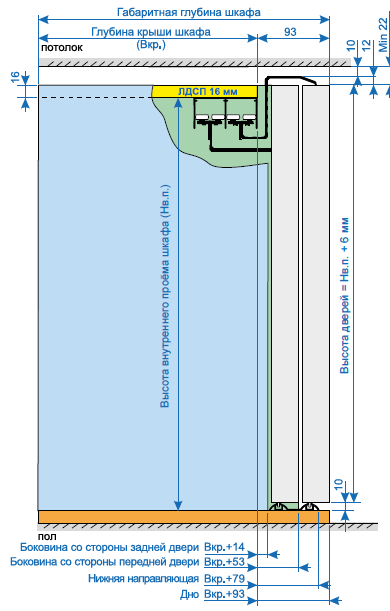 Габаритная глубина шкафа
Глубина крыши шкафа
(Вкр,)
93
потолок
10
12
Min 22
16
ЛДСП 16 мм
Высота внутреннего проёма шкафа (Нв.п.)
Высота дверей = Нв.п. + 6 мм
10
пол
Боковина со стороны задней двери Вкр.+14
Боковина со стороны передней двери Вкр.+53
Нижняя направляющая Вкр.+79
Дно Вкр.+93